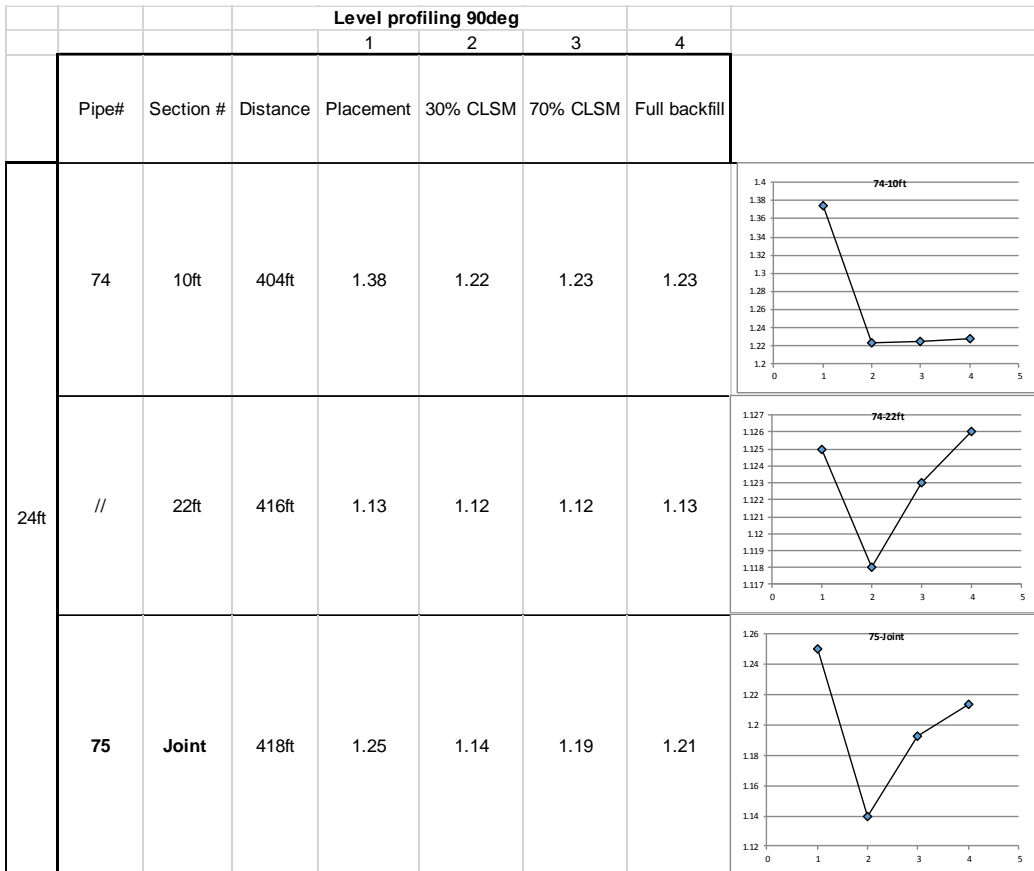 Level profiling 90deg
1 2 3 4
Pipe# Section # Distance Placement 30% CLSM 70% CLSM Full backfill
24ft
74 10ft 404ft 1.38 1.22 1.23 1.23
74-10ft
1.4
1.38
1.36
1.34
1.32
1.3
1.28
1.26
1.24
1.22
1.2
0 1 2 3 4 5
// 22ft 416ft 1.13 1.12 1.12 1.13
74-22ft
1.127
1.126
1.125
1.124
1.123
1.122
1.121
1.12
1.119
1.118
1.117
0 1 2 3 4 5
75 Joint 418ft 1.25 1.14 1.19 1.21
75-Joint
1.26
1.24
1.22
1.2
1.18
1.16
1.14
1.12
0 1 2 3 4 5